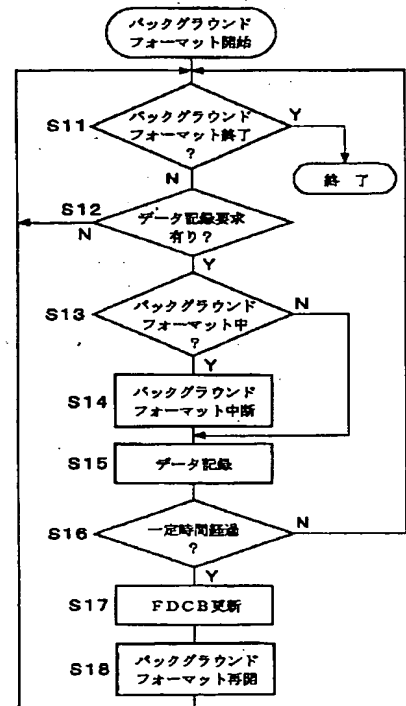 バックグラウンド
フォーマット開始
S11
バックグラウンド
フォーマット終了
?
Y
N
終 了
S12
データ記録要求
有り?
N
Y
S13
バックグラウンド
フォーマット中
?
N
Y
S14
バックグラウンド
フォーマット中断
S15
データ記録
S16
一定時間経過
?
N
Y
S17
FDCB更新
S18
バックグラウンド
フォーマット再開